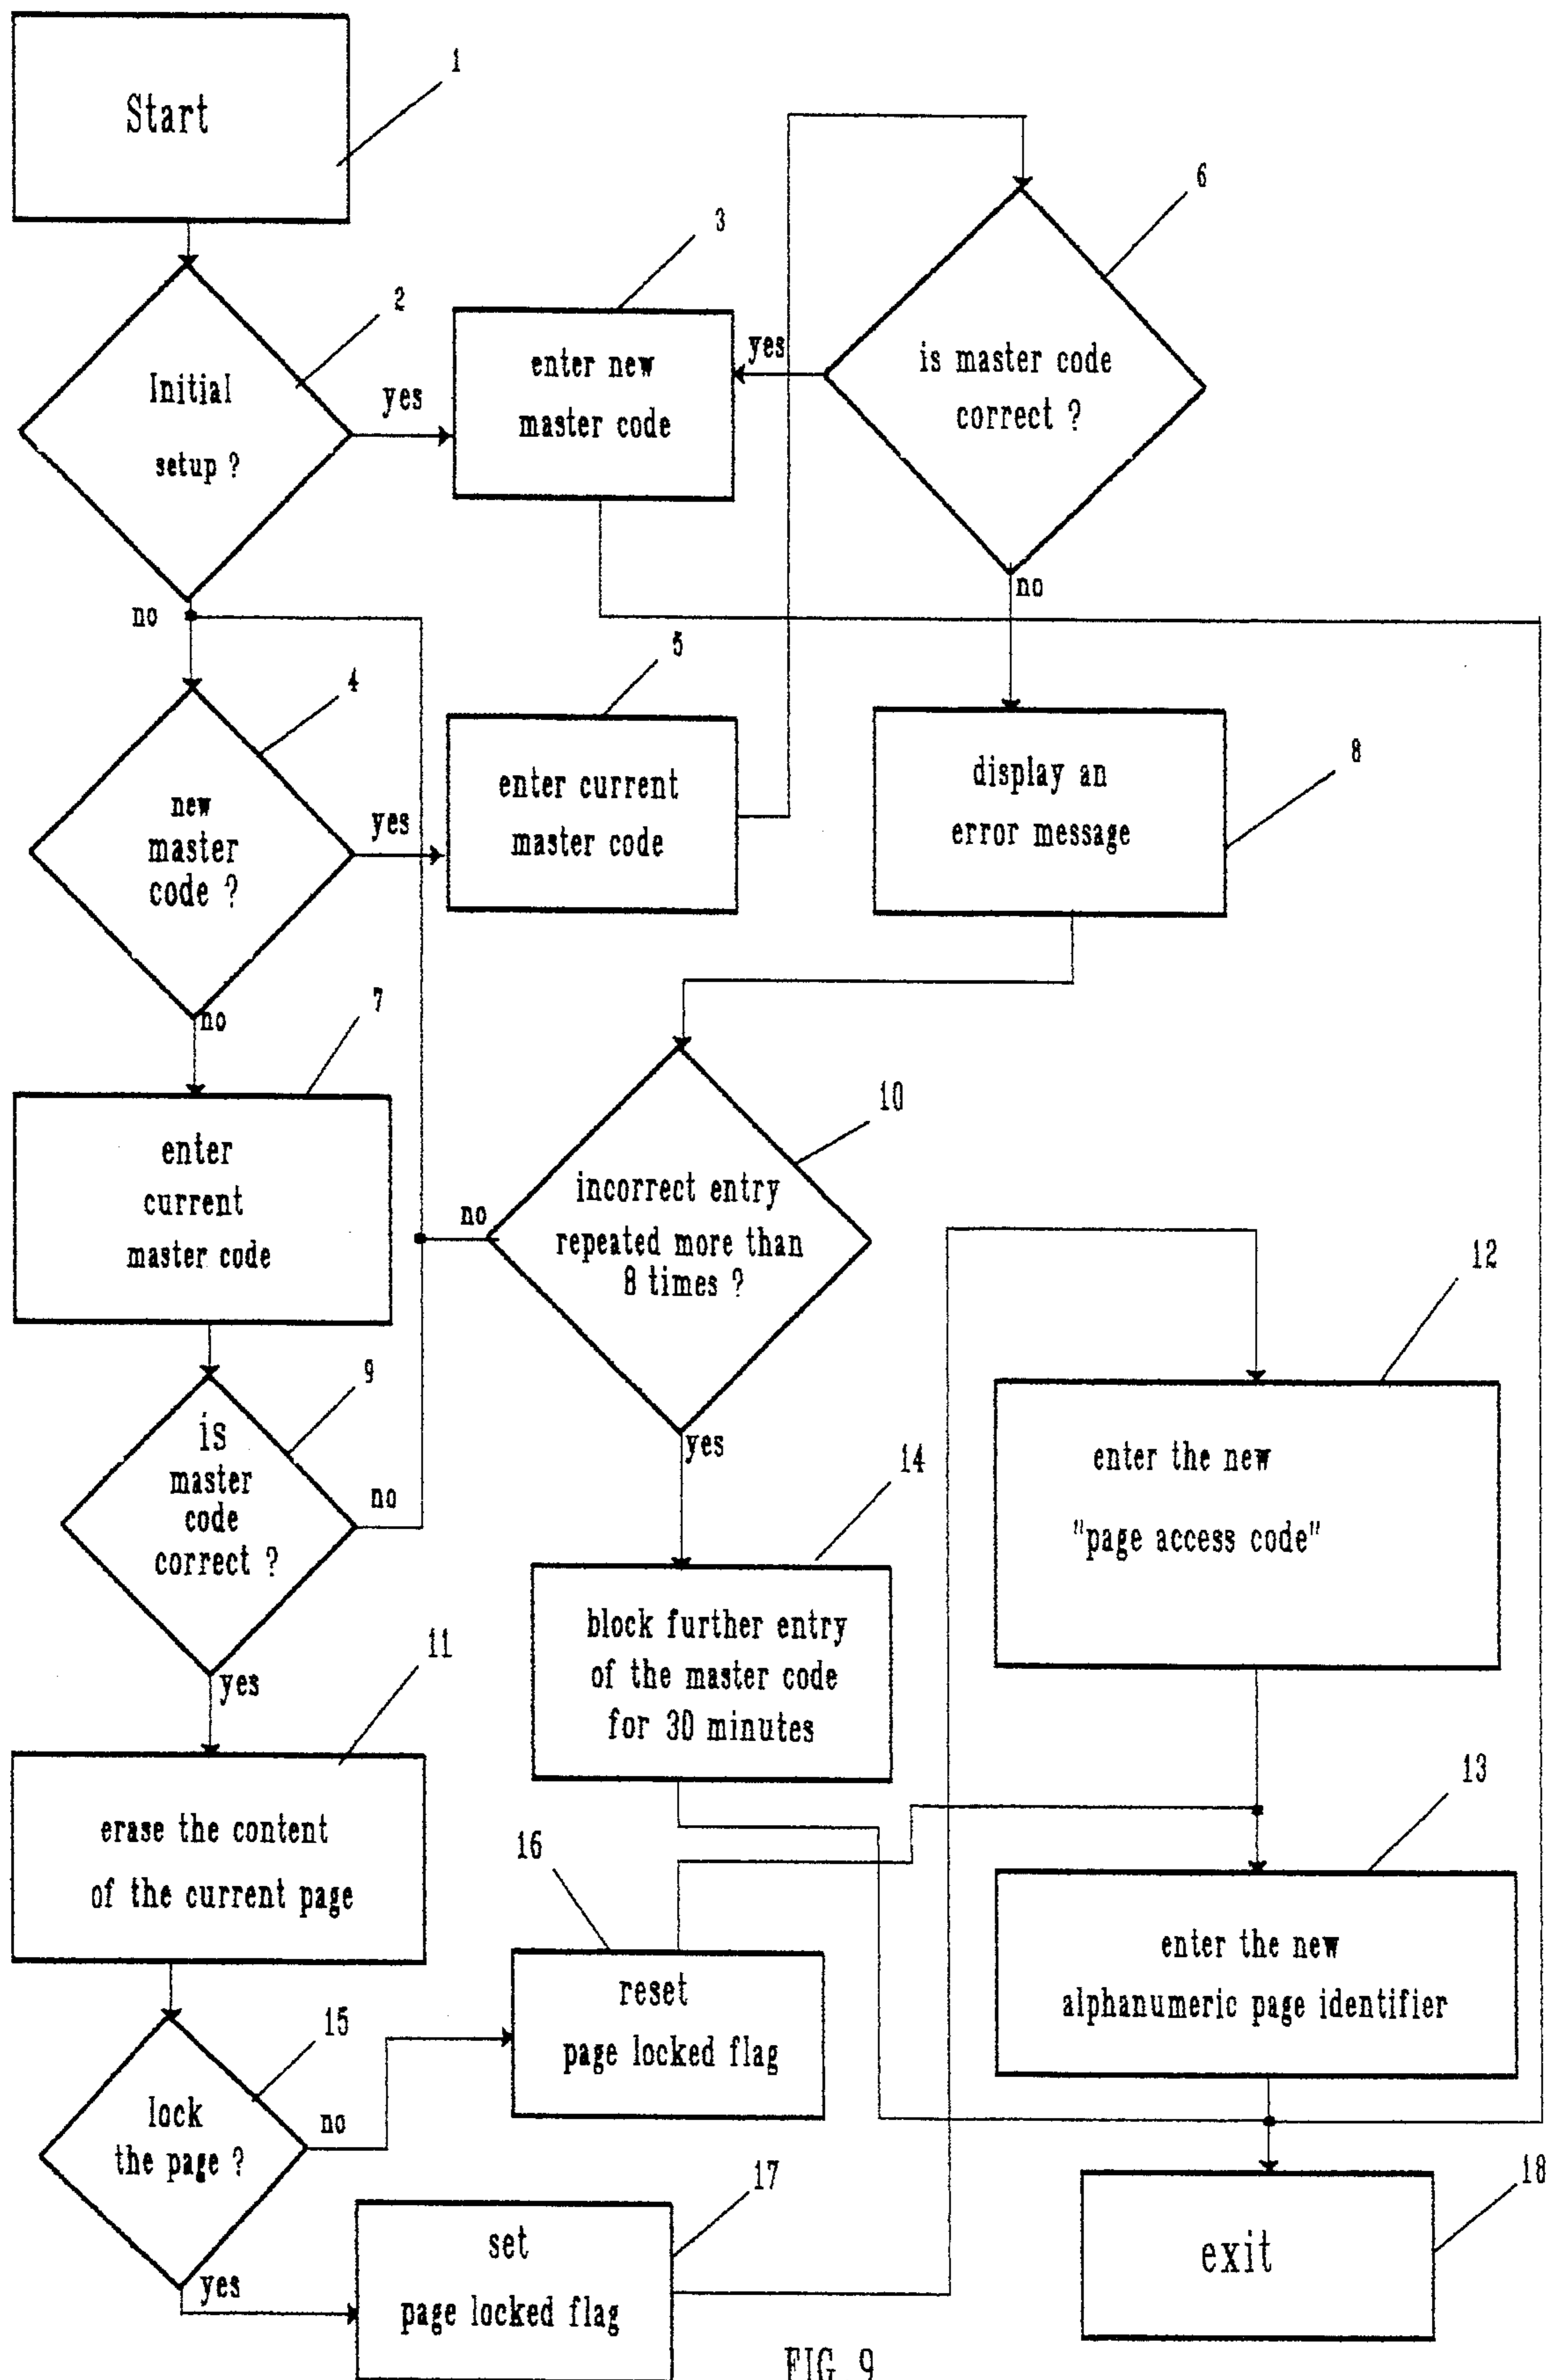 Start
1
2
Initial
setup ?
yes
no
3
enter new
master code
yes
6
is master code
correct ?
no
4
new
master
code ?
yes
no
5
enter current
master code
8
display an
error message
7
enter
current
master code
10
incorrect entry
repeated more than
8 times ?
no
yes
9
is
master
code
correct ?
no
yes
12
enter the new
"page access code"
14
block further entry
of the master code
for 30 minutes
11
erase the content
of the current page
13
enter the new
alphanumeric page identifier
16
reset
page locked flag
15
lock
the page ?
no
yes
17
set
page locked flag
18
exit
FIG. 9